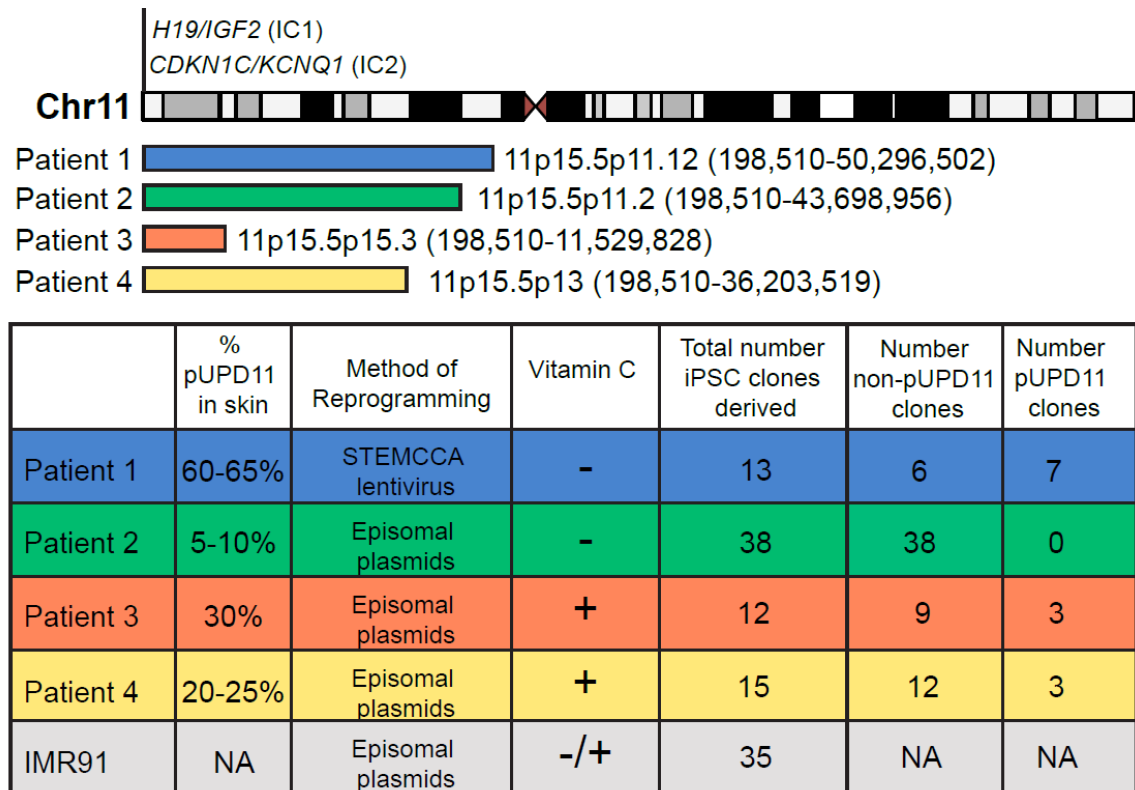 H19/IGF2 (IC1)
CDKN1C/KCNQ1 (IC2)
Chr11
Patient 1 11p15.5p11.12 (198,510-50,296,502)
Patient 2 11p15.5p11.2 (198,510-43,698,956)
Patient 3 11p15.5p15.3 (198,510-11,529,828)
Patient 4 11p15.5p13 (198,510-36,203,519)
%
pUPD11
in skin
Method of
Reprogramming
Vitamin C
Total number
iPSC clones
derived
Number
non-pUPD11
clones
Number
pUPD11
clones
Patient 1
60-65%
STEMCCA
lentivirus
-
13
6
7
Patient 2
5-10%
Episomal
plasmids
-
38
38
0
Patient 3
30%
Episomal
plasmids
+
12
9
3
Patient 4
20-25%
Episomal
plasmids
+
15
12
3
IMR91
NA
Episomal
plasmids
-/+
35
NA
NA